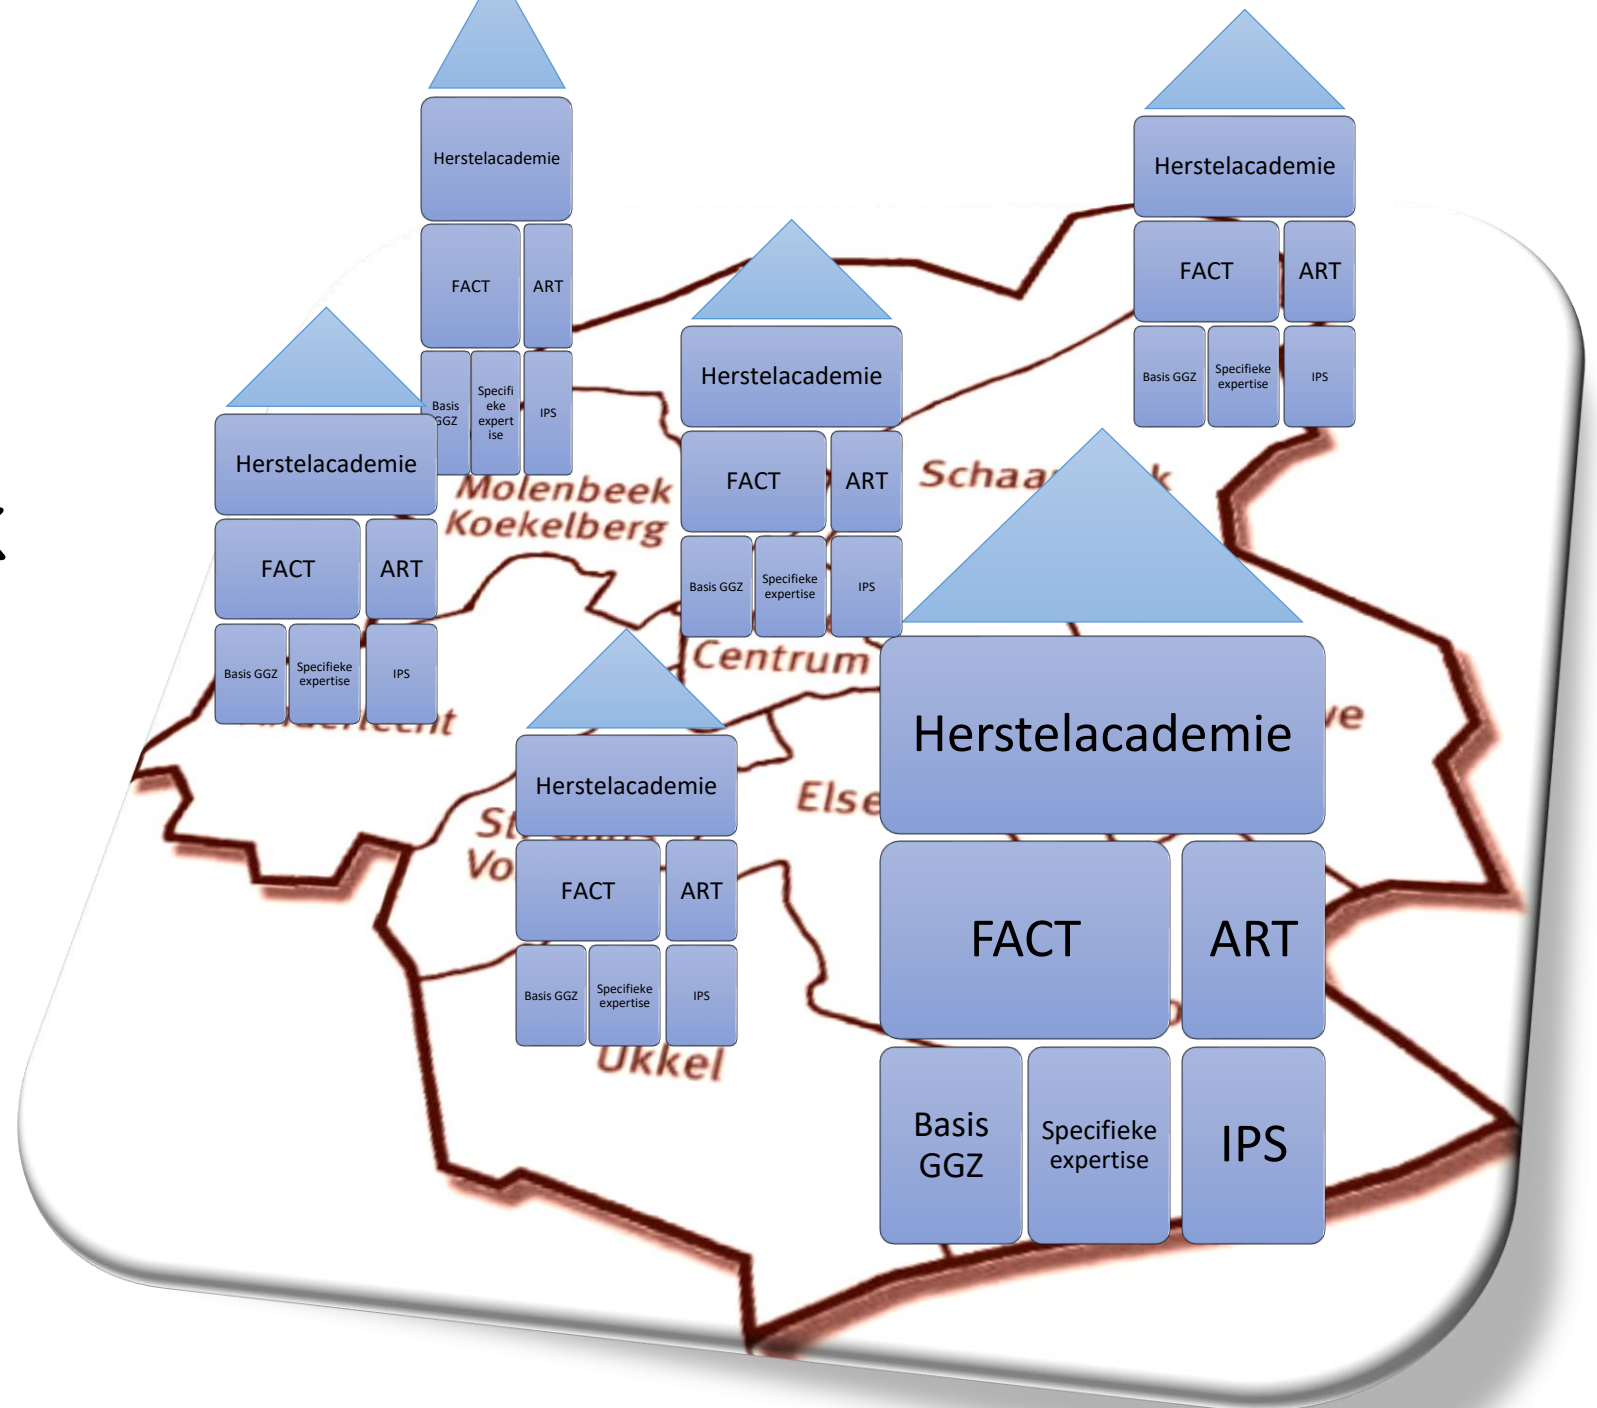 Herstelacademie
FACT
ART
Basis
GGZ
Specifi
eke
expert
ise
IPS
Herstelacademie
FACT
ART
Basis GGZ
Specifieke
expertise
IPS
Herstelacademie
FACT
ART
Basis GGZ
Specifieke
expertise
IPS
Herstelacademie
FACT
ART
Basis GGZ
Specifieke
expertise
IPS
Molenbeek
Koekelberg
Centrum
Herstelacademie
FACT
ART
Basis GGZ
Specifieke
expertise
IPS
Ukkel
Herstelacademie
FACT
ART
Basis
GGZ
Specifieke
expertise
IPS